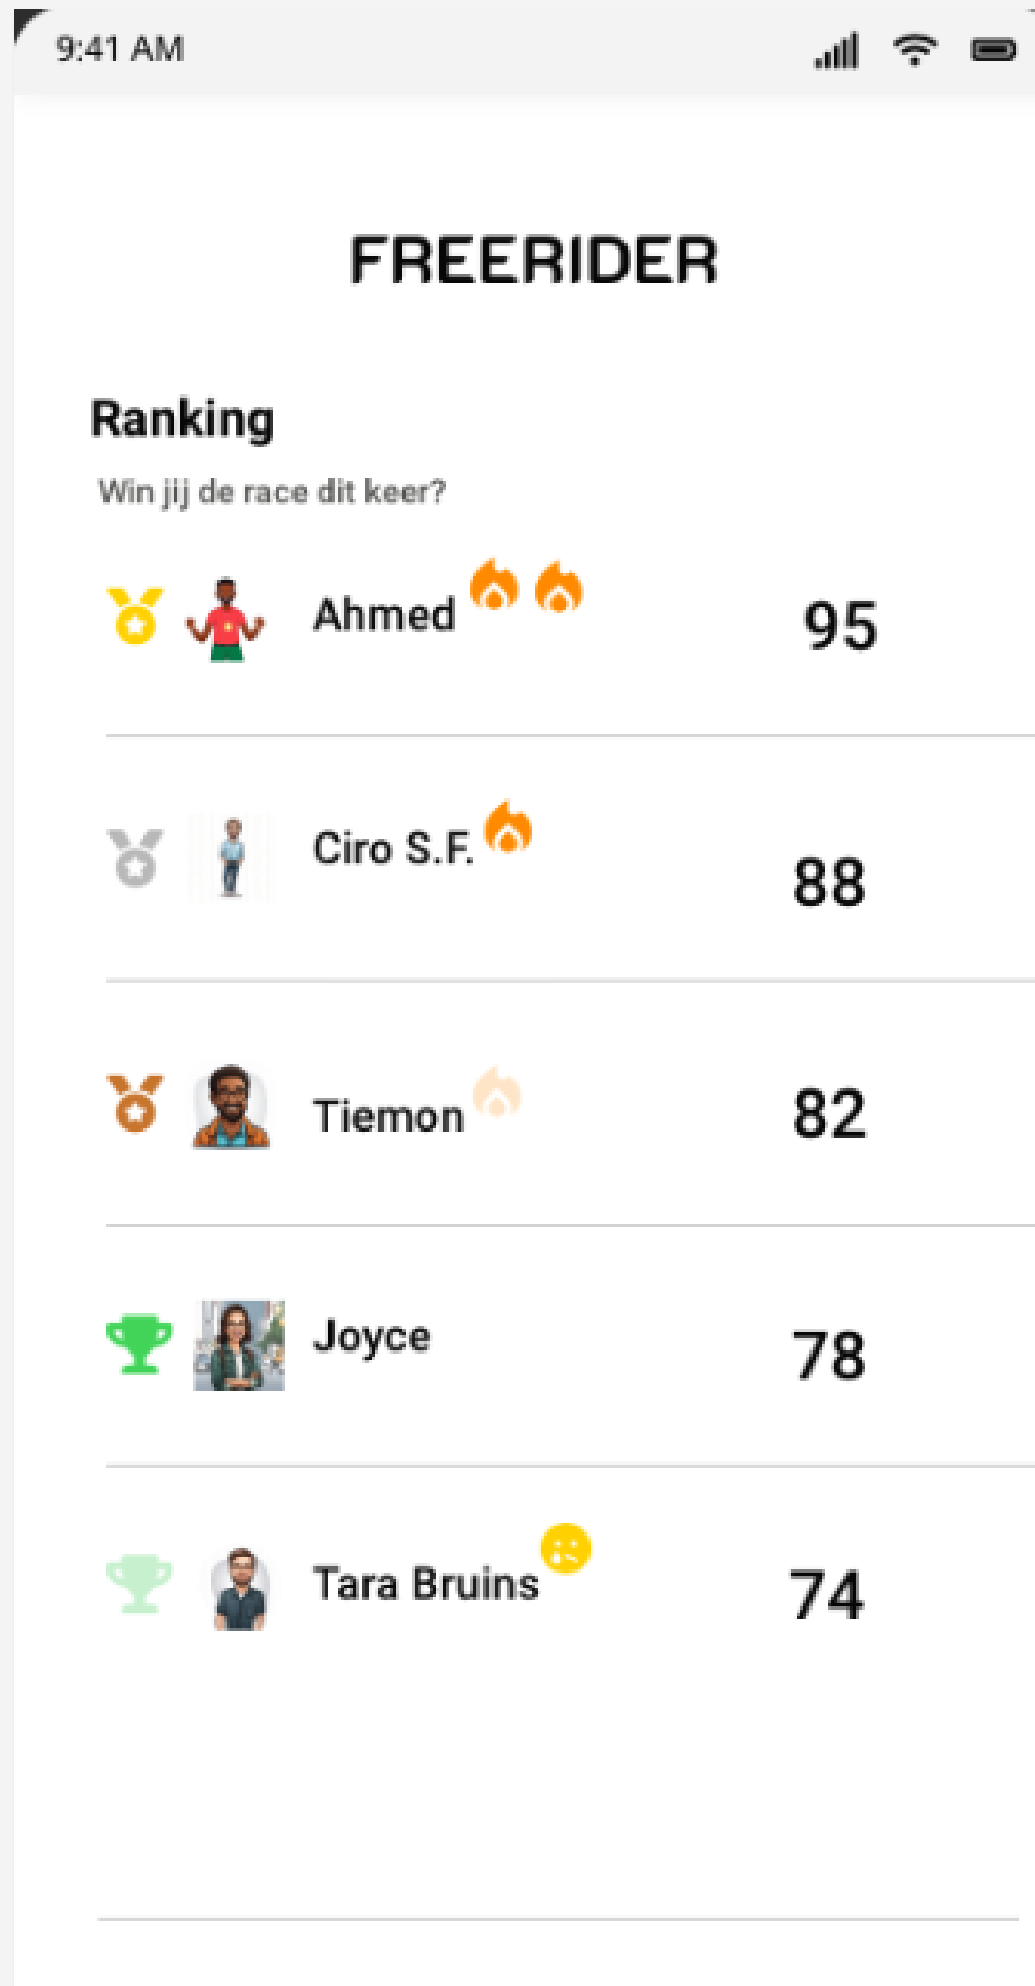 9:41 AM
FREERIDER
Ranking
Win jij de race dit keer?
Ahmed 95
Ciro S.F. 88
Tiemon 82
Joyce 78
Tara Bruins 74